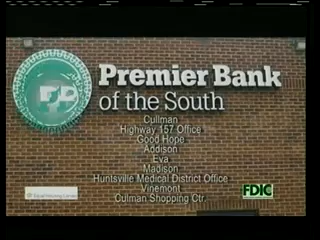 Premier Bank
of the South
Cullman
Highway 157 Office
Good Hope
Addison
Eva
Madison
Huntsville Medical District Office
Vinemont
Culman Shopping Ctr.
FDIC